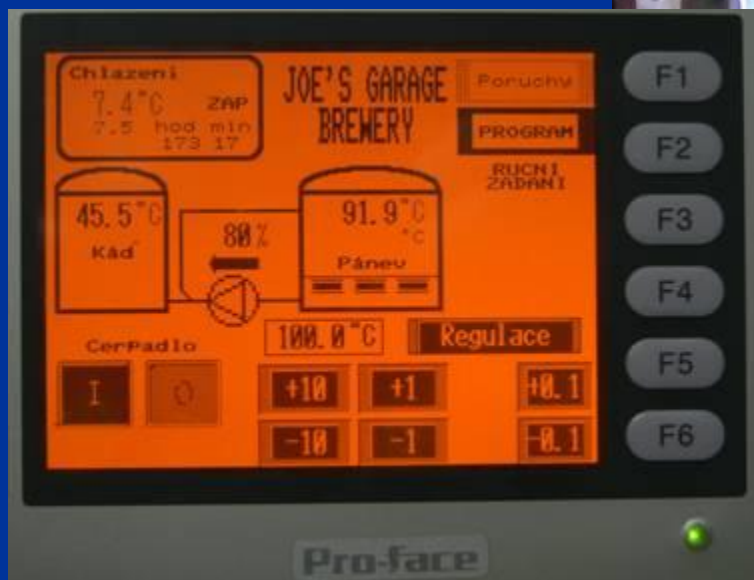 Chlazeni
7.4°C ZAP
7.5 hod min
173 17
JOE'S GARAGE
BREWERY
Poruchy
PROGRAM
RUCNI
ZADANI
F1
F2
F3
F4
F5
F6
45.5°C
Káď
80%
91.9°C
°C
Pánev
100.0°C
Regulace
Cerpadlo
I
O
+10
+1
+0.1
-10
-1
-0.1
Pro-face